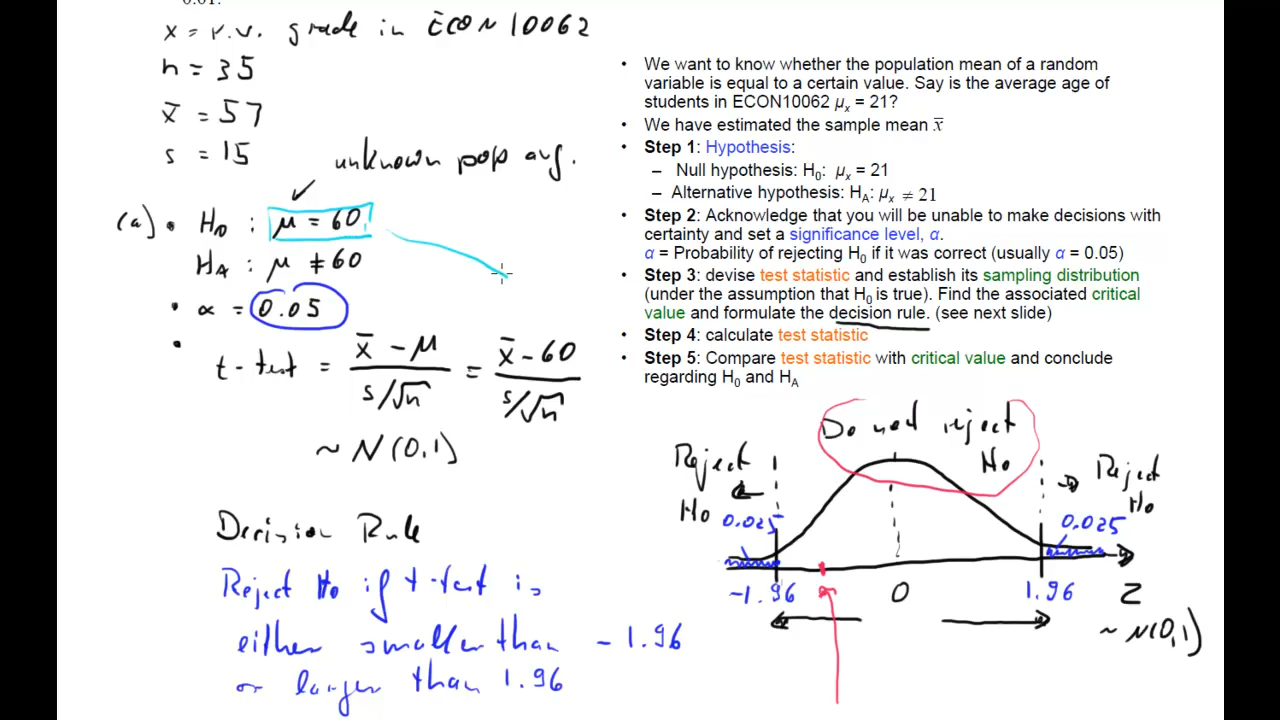 0.01.
x = r.v. grade in ECON 10062
n = 35
x̄ = 57
s = 15
unknown pop avg.
(a) • H₀ : μ = 60
Hᴀ : μ ≠ 60
• α = 0.05
• t-test = x̄ - μ / s/√n = x̄ - 60 / s/√n
~ N(0,1)
Decision Rule
Reject H₀ if t-test is
either smaller than - 1.96
or larger than 1.96
• We want to know whether the population mean of a random
variable is equal to a certain value. Say is the average age of
students in ECON10062 μₓ = 21?
• We have estimated the sample mean x̄
• Step 1: Hypothesis:
– Null hypothesis: H₀: μₓ = 21
– Alternative hypothesis: Hᴀ: μₓ ≠ 21
• Step 2: Acknowledge that you will be unable to make decisions with
certainty and set a significance level, α.
α = Probability of rejecting H₀ if it was correct (usually α = 0.05)
• Step 3: devise test statistic and establish its sampling distribution
(under the assumption that H₀ is true). Find the associated critical
value and formulate the decision rule. (see next slide)
• Step 4: calculate test statistic
• Step 5: Compare test statistic with critical value and conclude
regarding H₀ and Hᴀ
Do not reject
H₀
Reject
H₀
Reject
H₀
0.025
0.025
-1.96
0
1.96
Z
~ N(0,1)